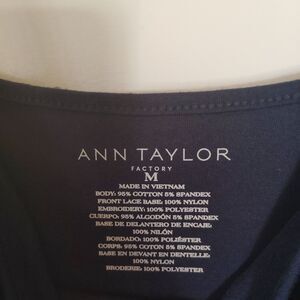 ANN TAYLOR
FACTORY
M
MADE IN VIETNAM
BODY: 95% COTTON 5% SPANDEX
FRONT LACE BASE: 100% NYLON
EMBROIDERY: 100% POLYESTER
CUERPO: 95% ALGODÓN 5% SPANDEX
BASE DE DELANTERO DE ENCAJE:
100% NILÓN
BORDADO: 100% POLIÉSTER
CORPS: 95% COTON 5% SPANDEX
BASE EN DEVANT EN DENTELLE:
100% NYLON
BRODERIE: 100% POLYESTER